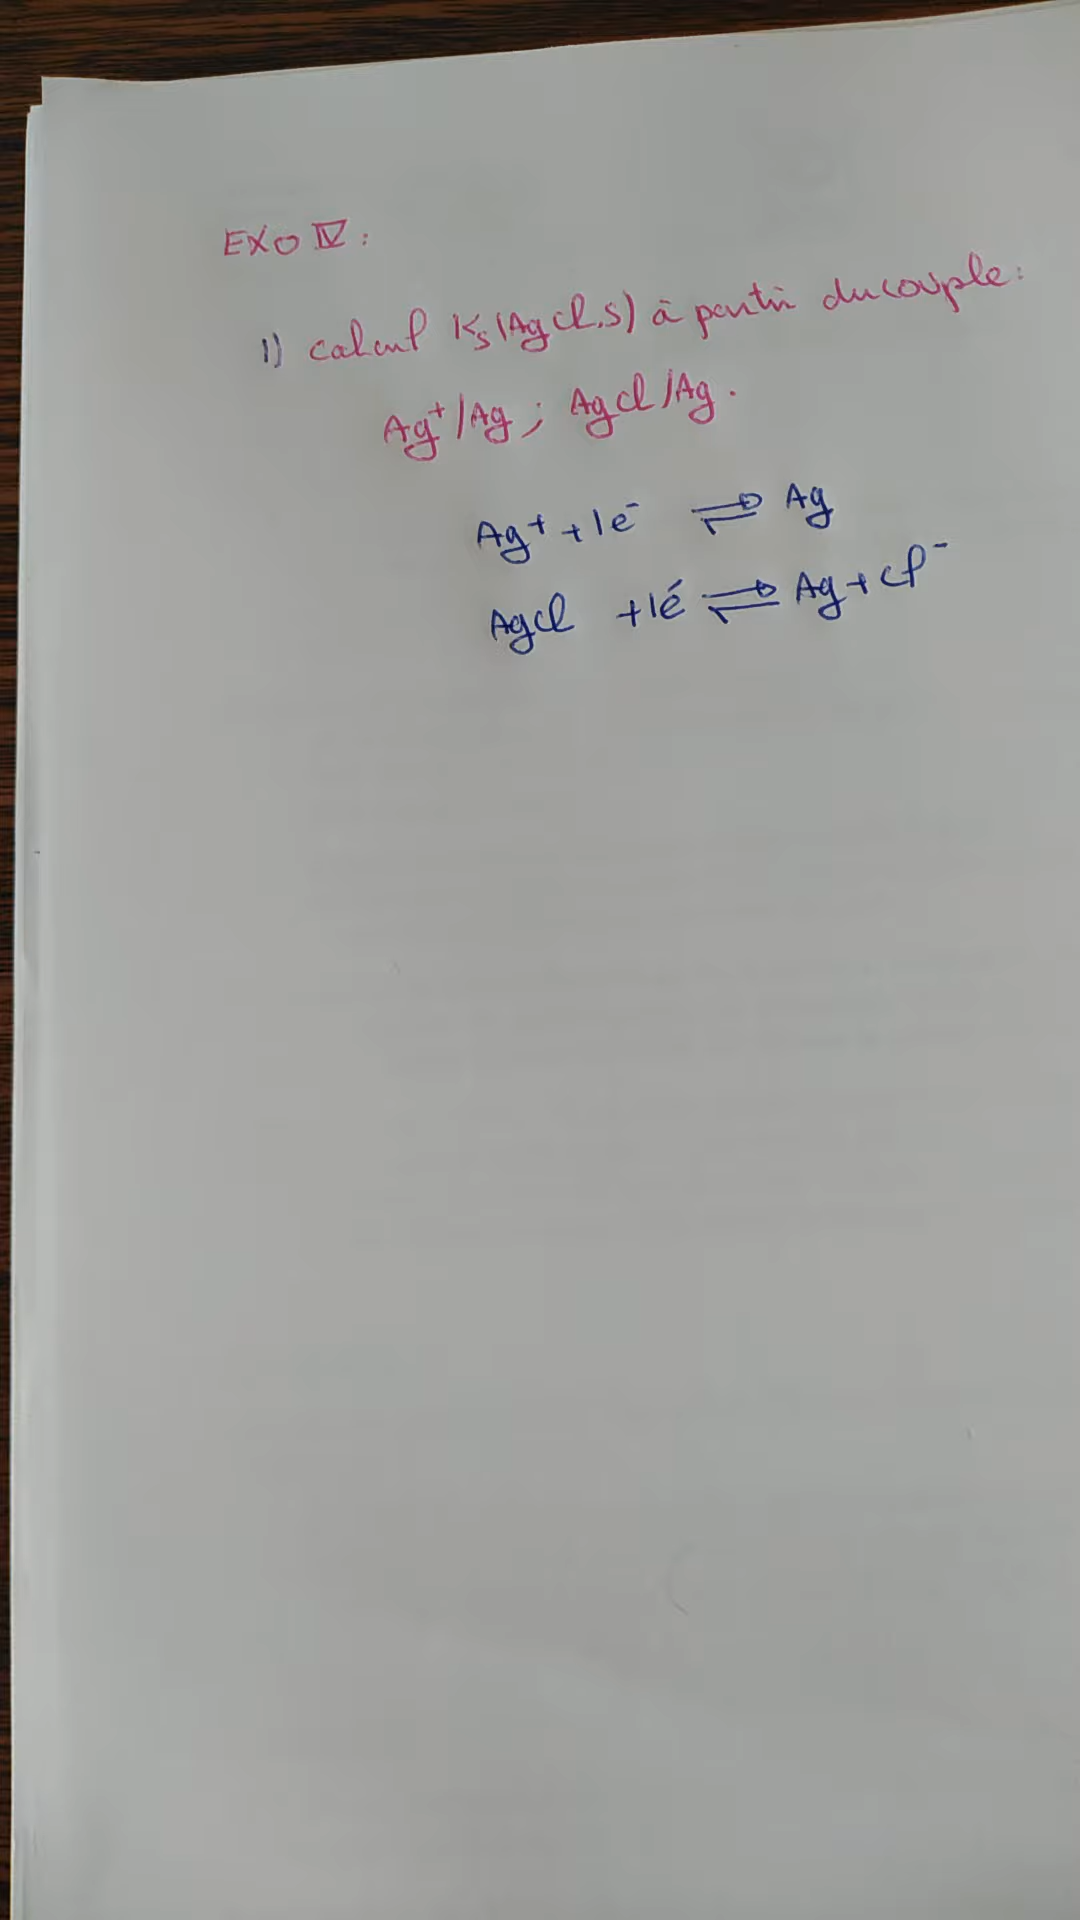 EXO IV :
1) calcul Ks(AgCl,s) à partir du couple :
Ag+/Ag ; AgCl/Ag.
Ag+ + 1e- ⇌ Ag
AgCl + 1é ⇌ Ag + Cl-